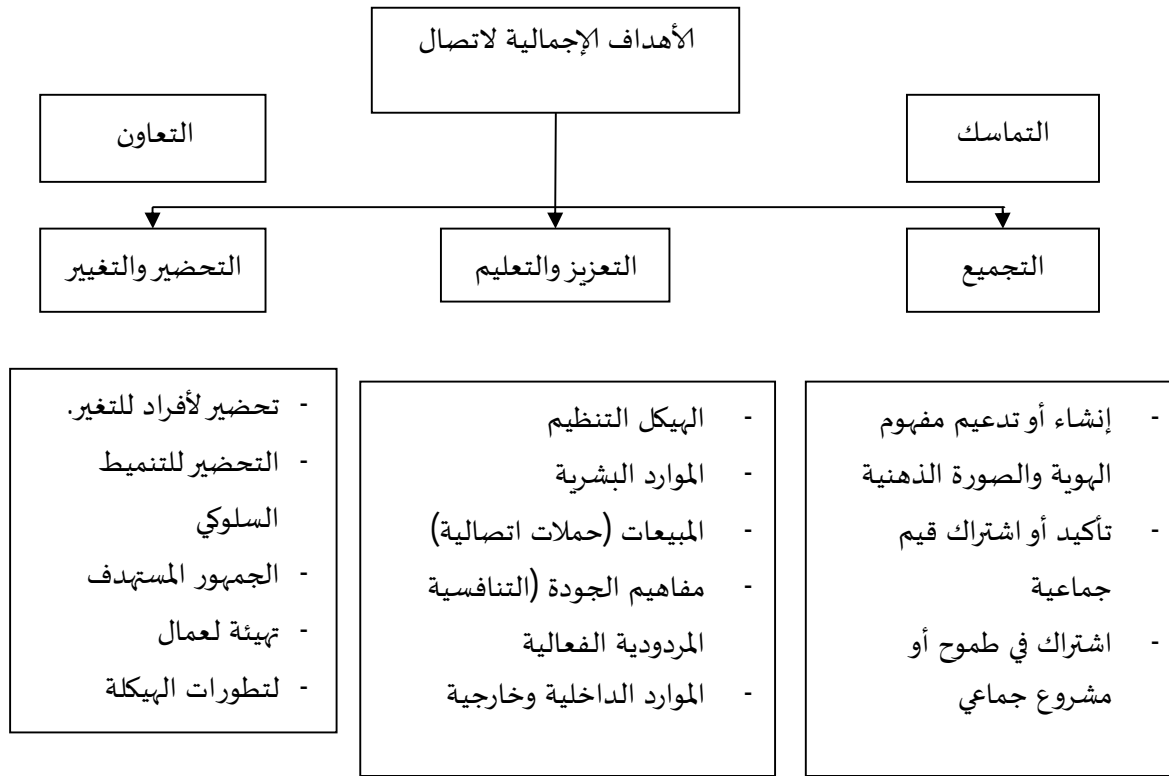 الأهداف الإجمالية لاتصال
التماسك
التعاون
التجميع
التعزيز والتعليم
التحضير والتغيير
- إنشاء أو تدعيم مفهوم
الهوية والصورة الذهنية
- تأكيد أو اشتراك قيم
جماعية
- اشتراك في طموح أو
مشروع جماعي
- الهيكل التنظيم
- الموارد البشرية
- المبيعات (حملات اتصالية)
- مفاهيم الجودة (التنافسية
المردودية الفعالية
- الموارد الداخلية وخارجية
- تحضير لأفراد للتغير.
- التحضير للتنميط
السلوكي
- الجمهور المستهدف
- تهيئة لعمال
- لتطورات الهيكلة